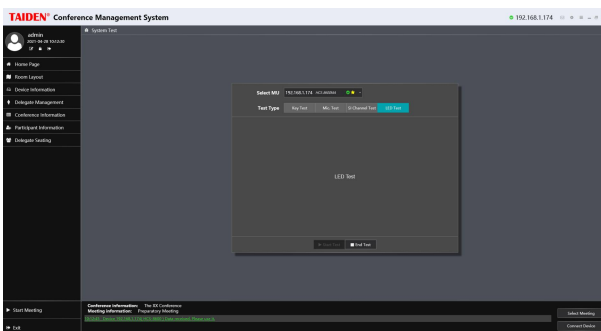 TAIDEN® Conference Management System
192.168.1.174
admin
System Test
Home Page
Room Layout
Device Information
Delegate Management
Conference Information
Participant Information
Delegate Seating
Select MU 192.168.1.174
Test Type Key Test Mic. Test SI Channel Test LED Test
LED Test
Start Test End Test
Start Meeting
Exit
Conference information: The XX Conference
Meeting information: Preparatory Meeting
Select Meeting
Connect Device